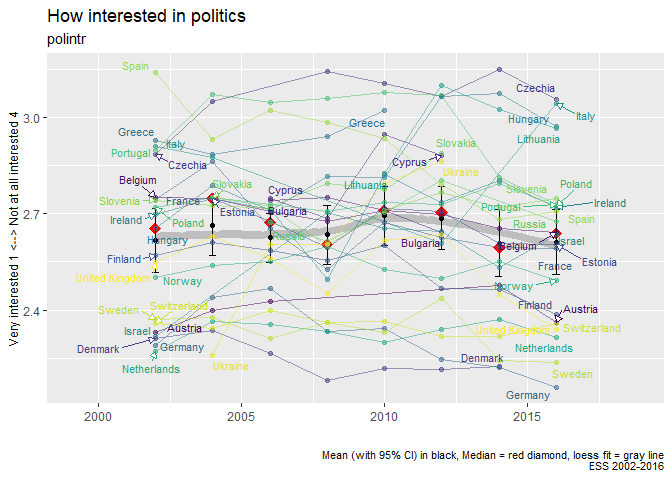 How interested in politics
polintr
Very interested 1 <---> Not at all interested 4
3.0
2.7
2.4
2000
2005
2010
2015
Spain
Greece
Italy
Portugal
Czechia
Belgium
Slovenia
France
Ireland
Poland
Hungary
Finland
United Kingdom
Norway
Sweden
Switzerland
Israel
Austria
Denmark
Germany
Netherlands
Slovakia
Estonia
Cyprus
Bulgaria
Russia
Ukraine
Greece
Lithuania
Cyprus
Bulgaria
Slovakia
Ukraine
Denmark
Czechia
Italy
Hungary
Lithuania
Poland
Slovenia
Ireland
Portugal
Spain
Russia
Belgium
Israel
France
Estonia
Norway
Finland
Austria
United Kingdom
Switzerland
Netherlands
Sweden
Germany
Mean (with 95% CI) in black, Median = red diamond, loess fit = gray line
ESS 2002-2016